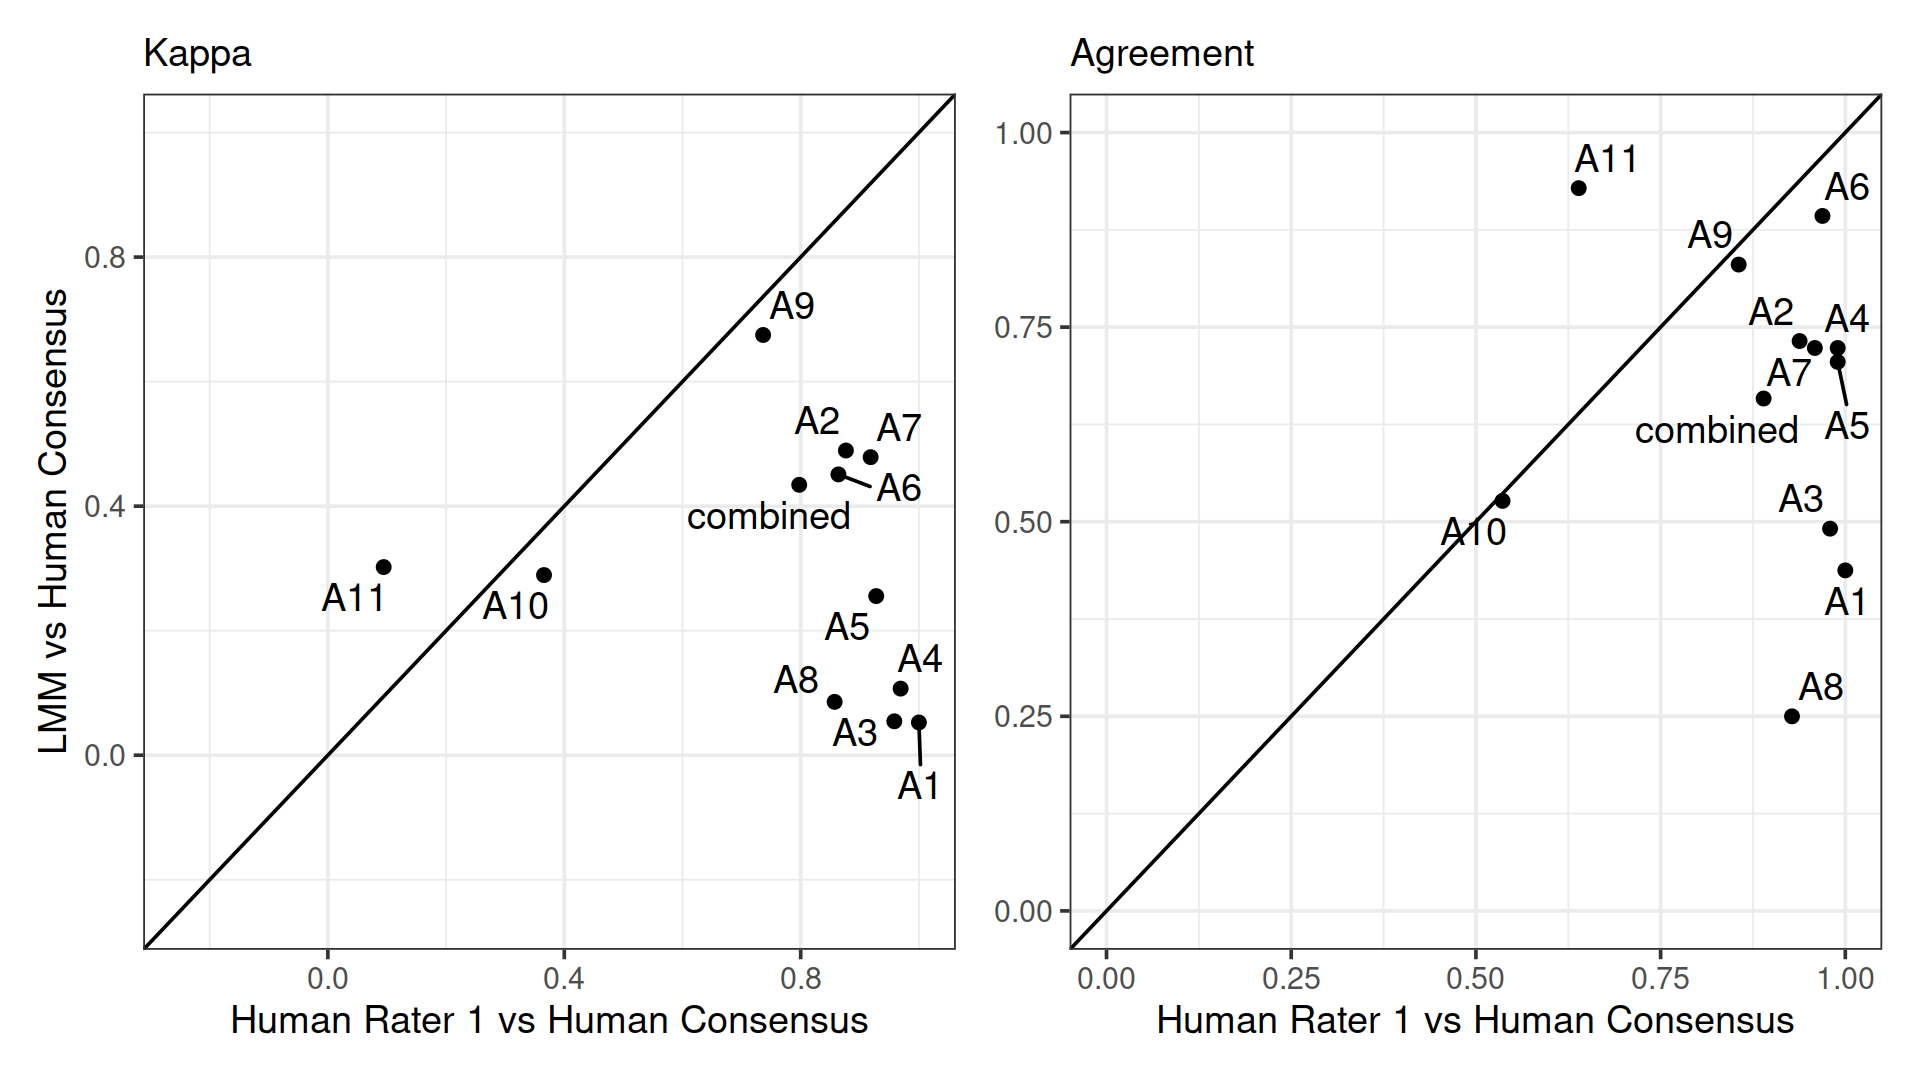 Kappa
LMM vs Human Consensus
0.8
0.4
0.0
A9
A2
A7
A6
combined
A11
A10
A5
A4
A8
A3
A1
0.0 0.4 0.8
Human Rater 1 vs Human Consensus
Agreement
1.00
0.75
0.50
0.25
0.00
A11
A6
A9
A2
A4
A7
A5
combined
A3
A10
A1
A8
0.00 0.25 0.50 0.75 1.00
Human Rater 1 vs Human Consensus